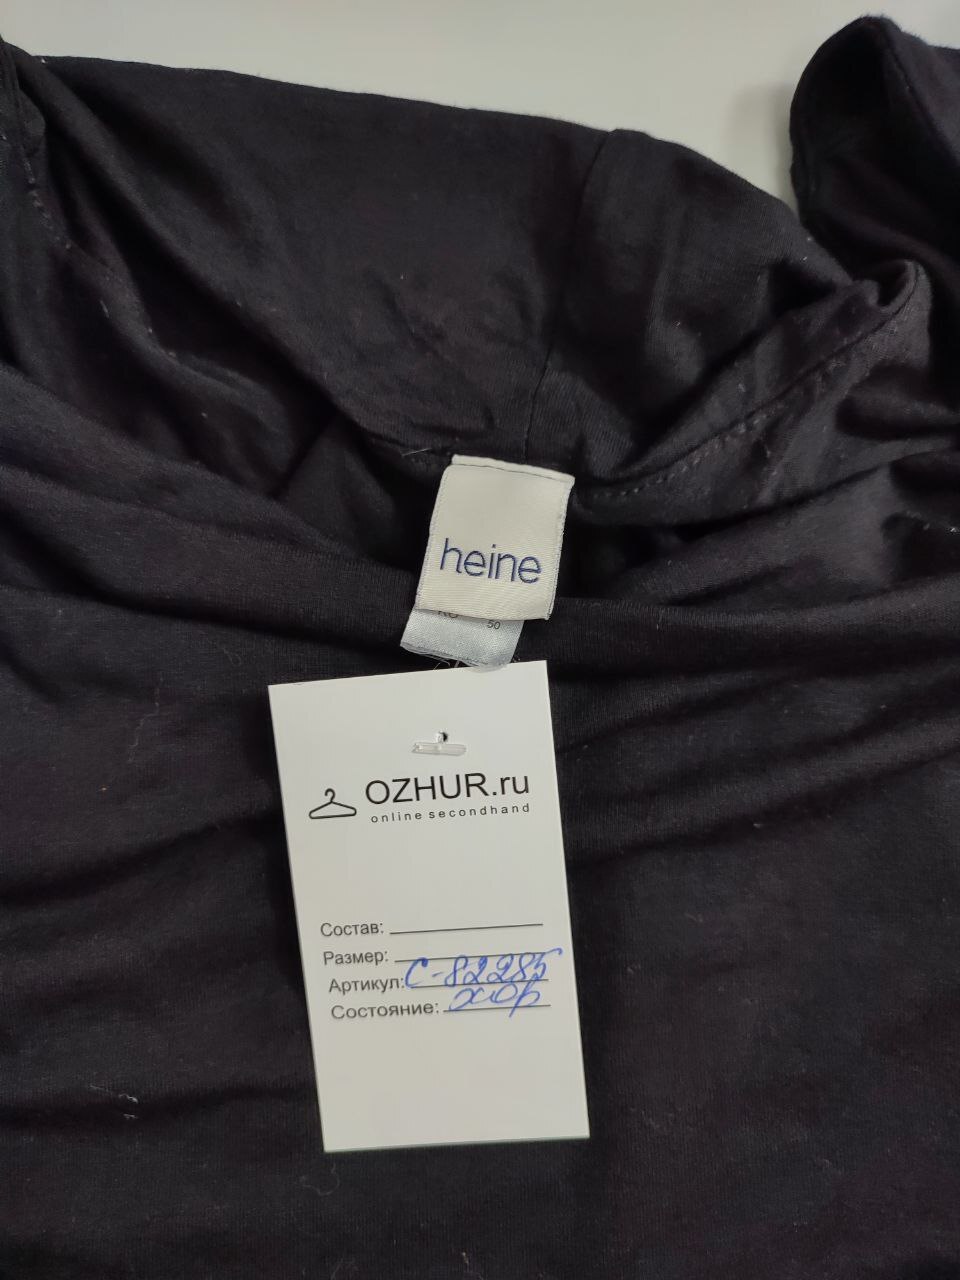 heine
50
OZHUR.ru
online secondhand
Состав:
Размер:
Артикул: С-82285
Состояние: хор